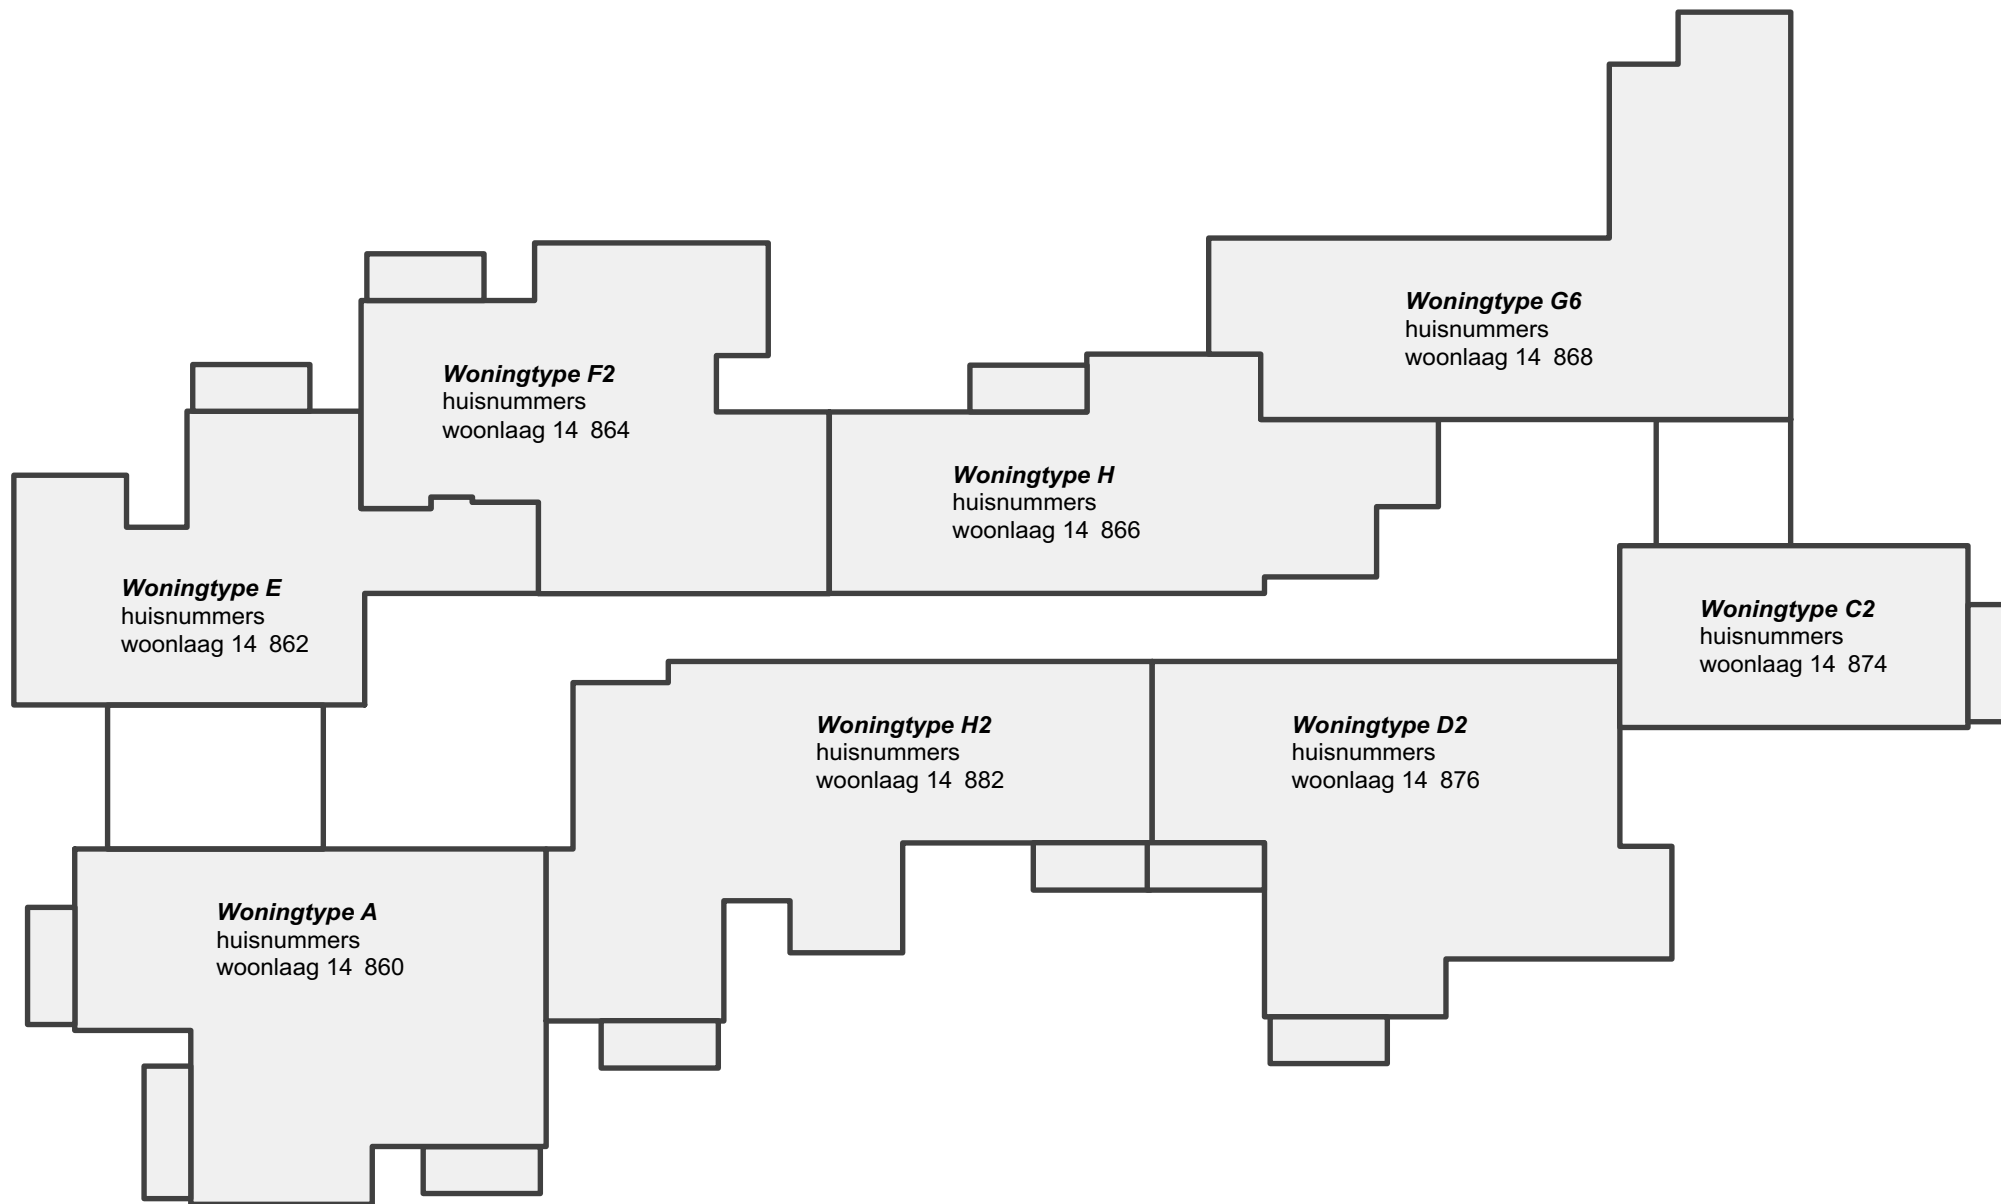 Woningtype G6
huisnummers
woonlaag 14 868
Woningtype F2
huisnummers
woonlaag 14 864
Woningtype H
huisnummers
woonlaag 14 866
Woningtype E
huisnummers
woonlaag 14 862
Woningtype C2
huisnummers
woonlaag 14 874
Woningtype H2
huisnummers
woonlaag 14 882
Woningtype D2
huisnummers
woonlaag 14 876
Woningtype A
huisnummers
woonlaag 14 860